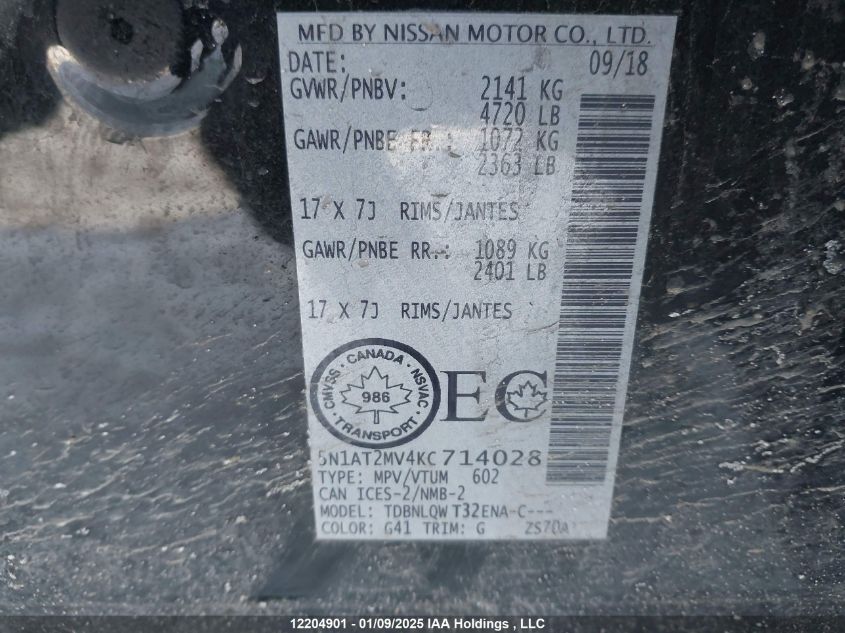 MFD BY NISSAN MOTOR CO., LTD.
DATE: 09/18
GVWR/PNBV: 2141 KG
4720 LB
GAWR/PNBE FR.: 1072 KG
2363 LB
17 X 7J RIMS/JANTES
GAWR/PNBE RR.: 1089 KG
2401 LB
17 X 7J RIMS/JANTES
CMVSS · CANADA · NSVAC
986
· TRANSPORT ·
EC
5N1AT2MV4KC714028
TYPE: MPV/VTUM 602
CAN ICES-2/NMB-2
MODEL: TDBNLQW T32ENA-C---
COLOR: G41 TRIM: G ZS70A
12204901 - 01/09/2025 IAA Holdings , LLC